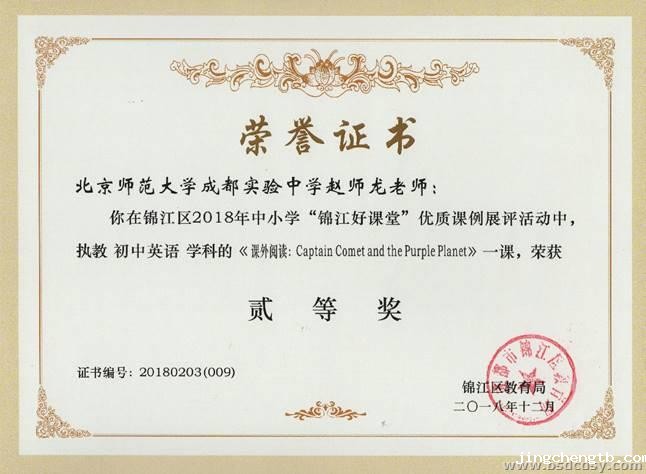 荣誉证书
北京师范大学成都实验中学赵师龙老师：
你在锦江区2018年中小学“锦江好课堂”优质课例展评活动中，
执教 初中英语 学科的《课外阅读：Captain Comet and the Purple Planet》一课，荣获
贰等奖
证书编号：20180203(009)
锦江区教育局
二〇一八年十二月
jingchengtb.com